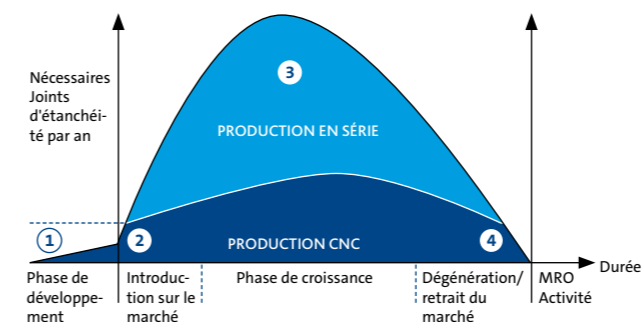 Nécessaires
Joints
d'étanchéi-
té par an
3
PRODUCTION EN SÉRIE
1
2
PRODUCTION CNC
4
Durée
Phase de
développe-
ment
Introduc-
tion sur le
marché
Phase de croissance
Dégénération/
retrait du
marché
MRO
Activité